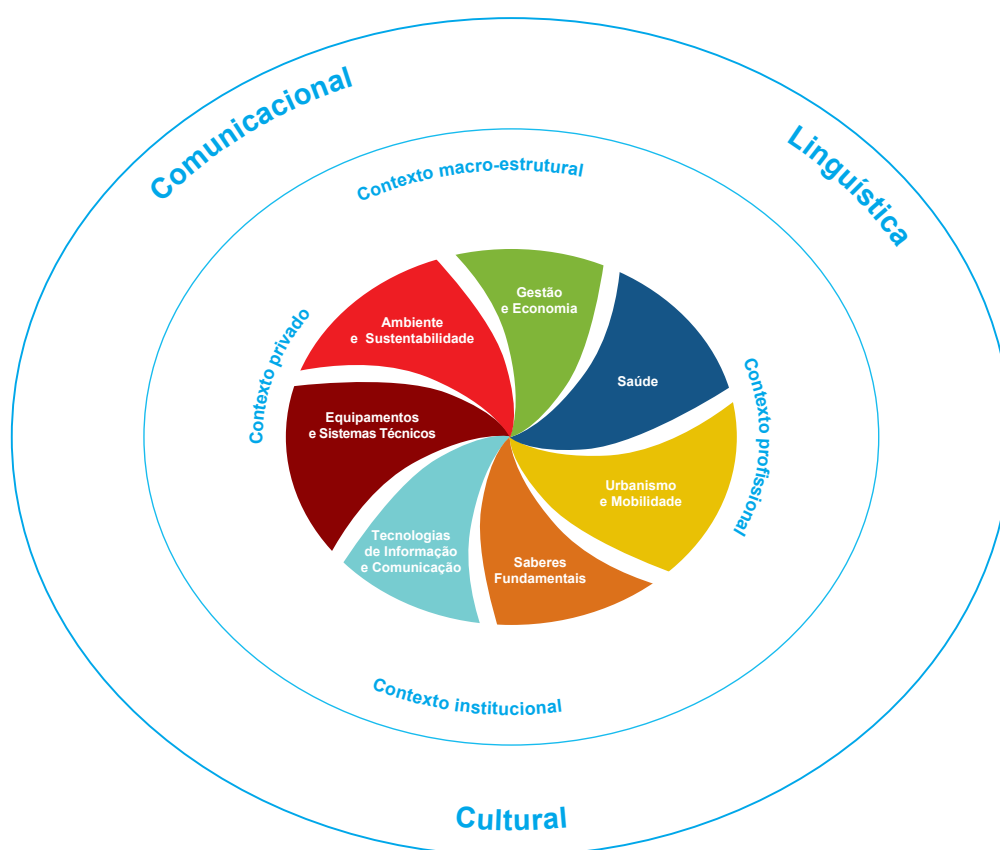 Comunicacional
Linguística
Contexto macro-estrutural
Gestão
e Economia
Ambiente
e Sustentabilidade
Contexto privado
Saúde
Equipamentos
e Sistemas Técnicos
Contexto profissional
Urbanismo
e Mobilidade
Tecnologias
de Informação
e Comunicação
Saberes
Fundamentais
Contexto institucional
Cultural